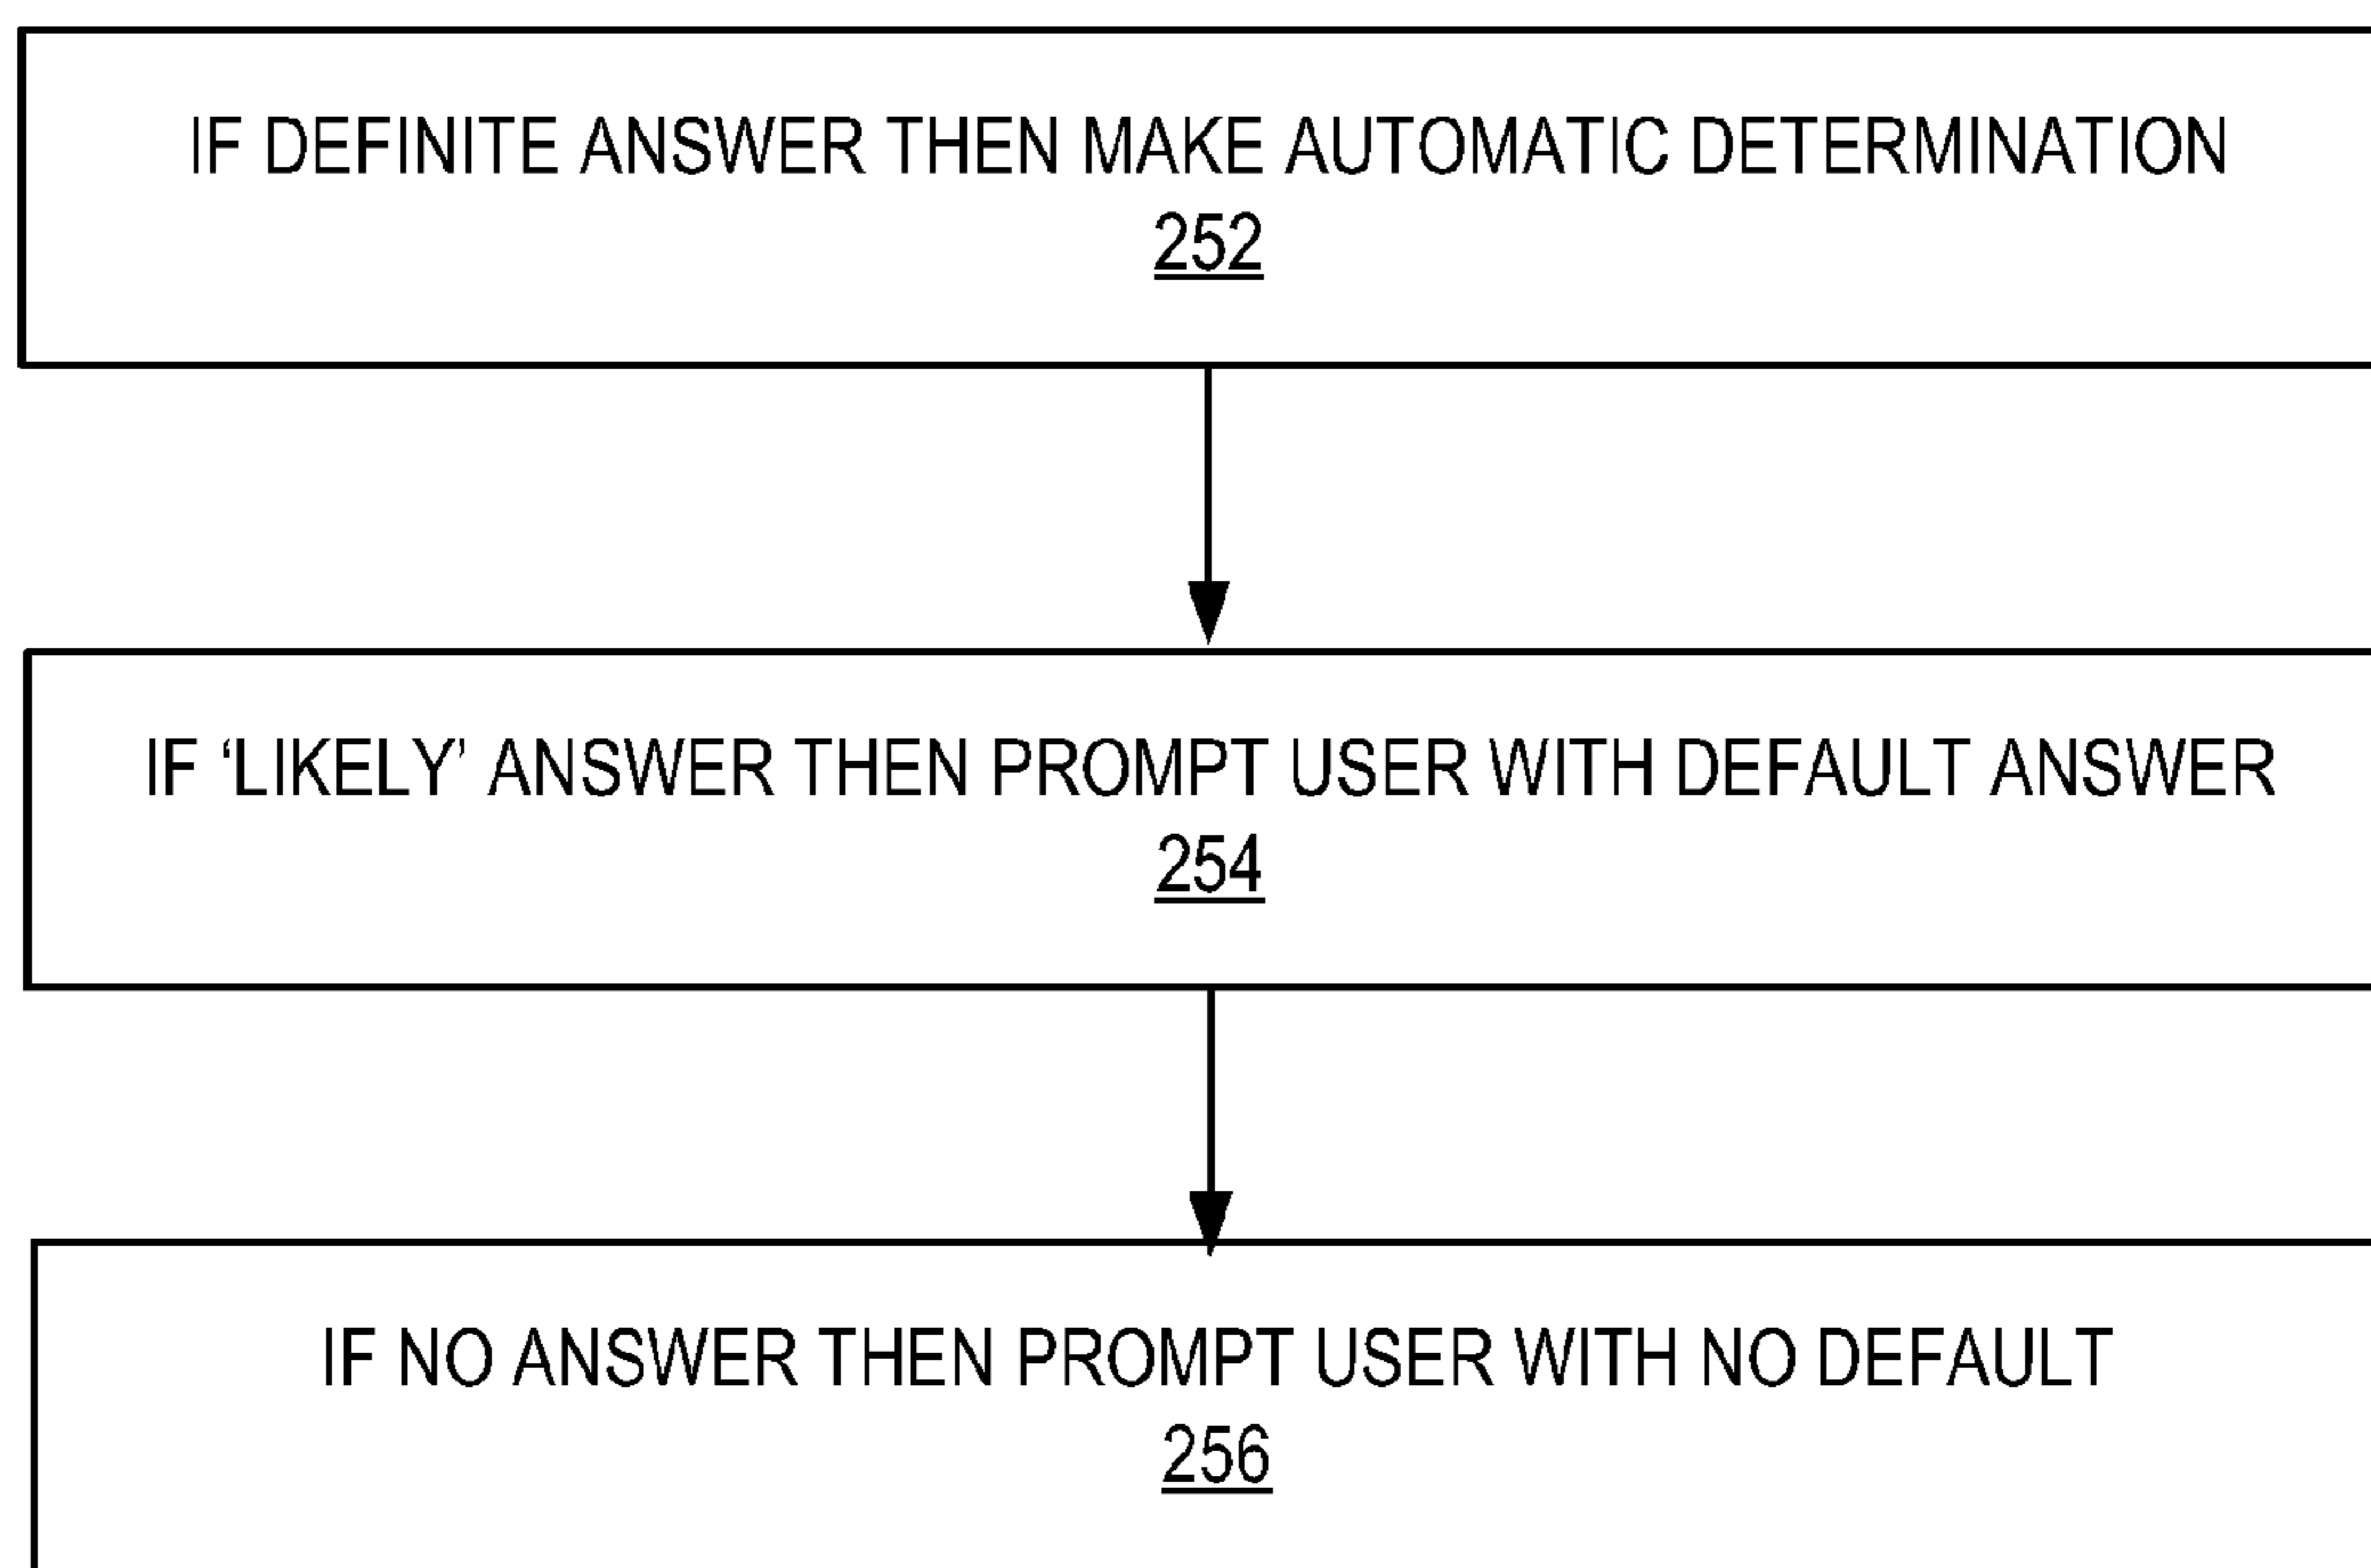 IF DEFINITE ANSWER THEN MAKE AUTOMATIC DETERMINATION
252
IF ‘LIKELY’ ANSWER THEN PROMPT USER WITH DEFAULT ANSWER
254
IF NO ANSWER THEN PROMPT USER WITH NO DEFAULT
256